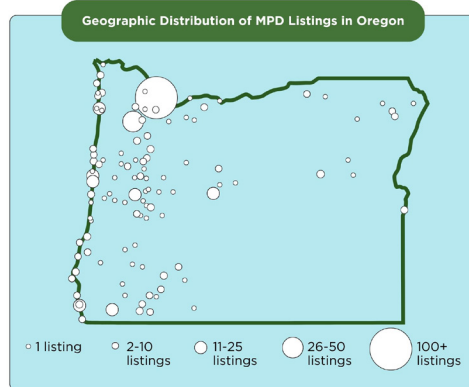 Geographic Distribution of MPD Listings in Oregon
1 listing
2-10
listings
11-25
listings
26-50
listings
100+
listings